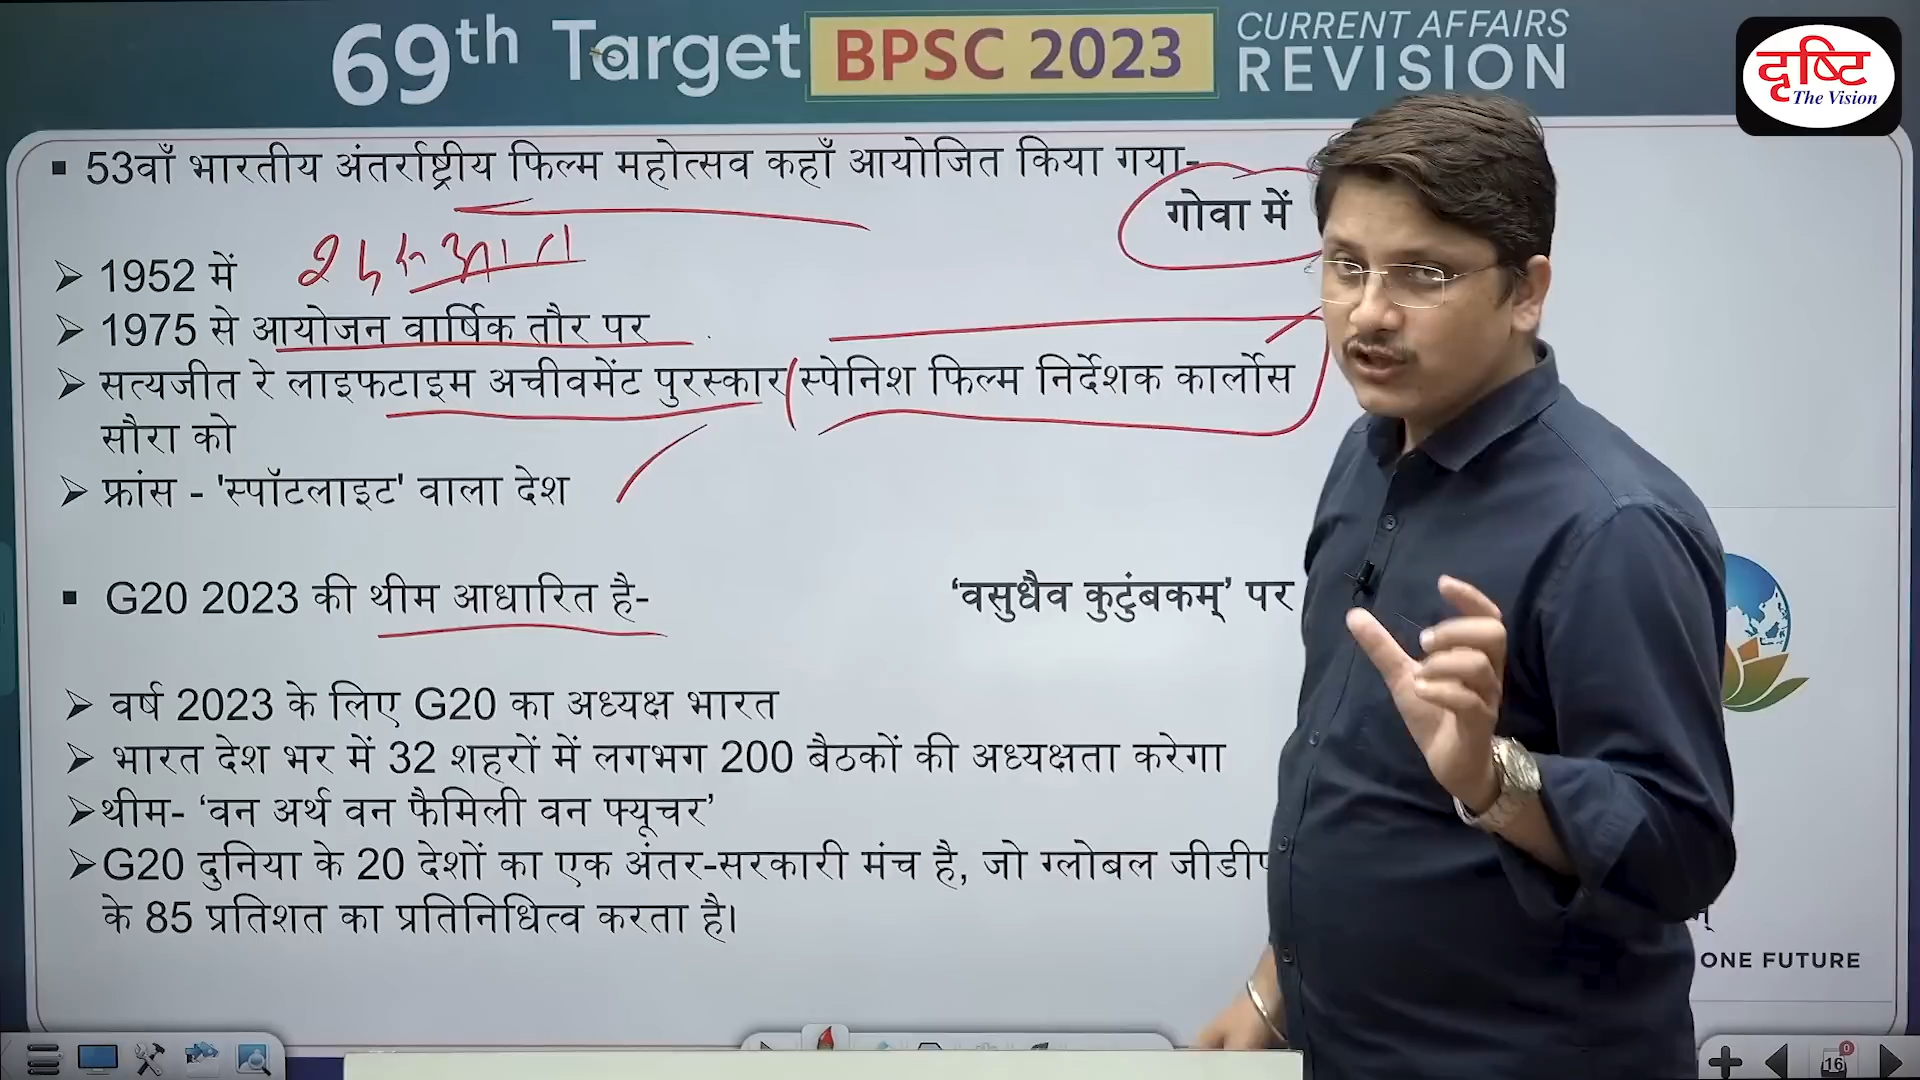 69th Target BPSC 2023 CURRENT AFFAIRS REVISION
दृष्टि
The Vision
▪ 53वाँ भारतीय अंतर्राष्ट्रीय फिल्म महोत्सव कहाँ आयोजित किया गया-
गोवा में
➢ 1952 में
➢ 1975 से आयोजन वार्षिक तौर पर
➢ सत्यजीत रे लाइफटाइम अचीवमेंट पुरस्कार स्पेनिश फिल्म निर्देशक कार्लोस
सौरा को
➢ फ्रांस - 'स्पॉटलाइट' वाला देश
▪ G20 2023 की थीम आधारित है- ‘वसुधैव कुटुंबकम्’ पर
➢ वर्ष 2023 के लिए G20 का अध्यक्ष भारत
➢ भारत देश भर में 32 शहरों में लगभग 200 बैठकों की अध्यक्षता करेगा
➢थीम- ‘वन अर्थ वन फैमिली वन फ्यूचर’
➢G20 दुनिया के 20 देशों का एक अंतर-सरकारी मंच है, जो ग्लोबल
के 85 प्रतिशत का प्रतिनिधित्व करता है।
ONE FUTURE
16
0